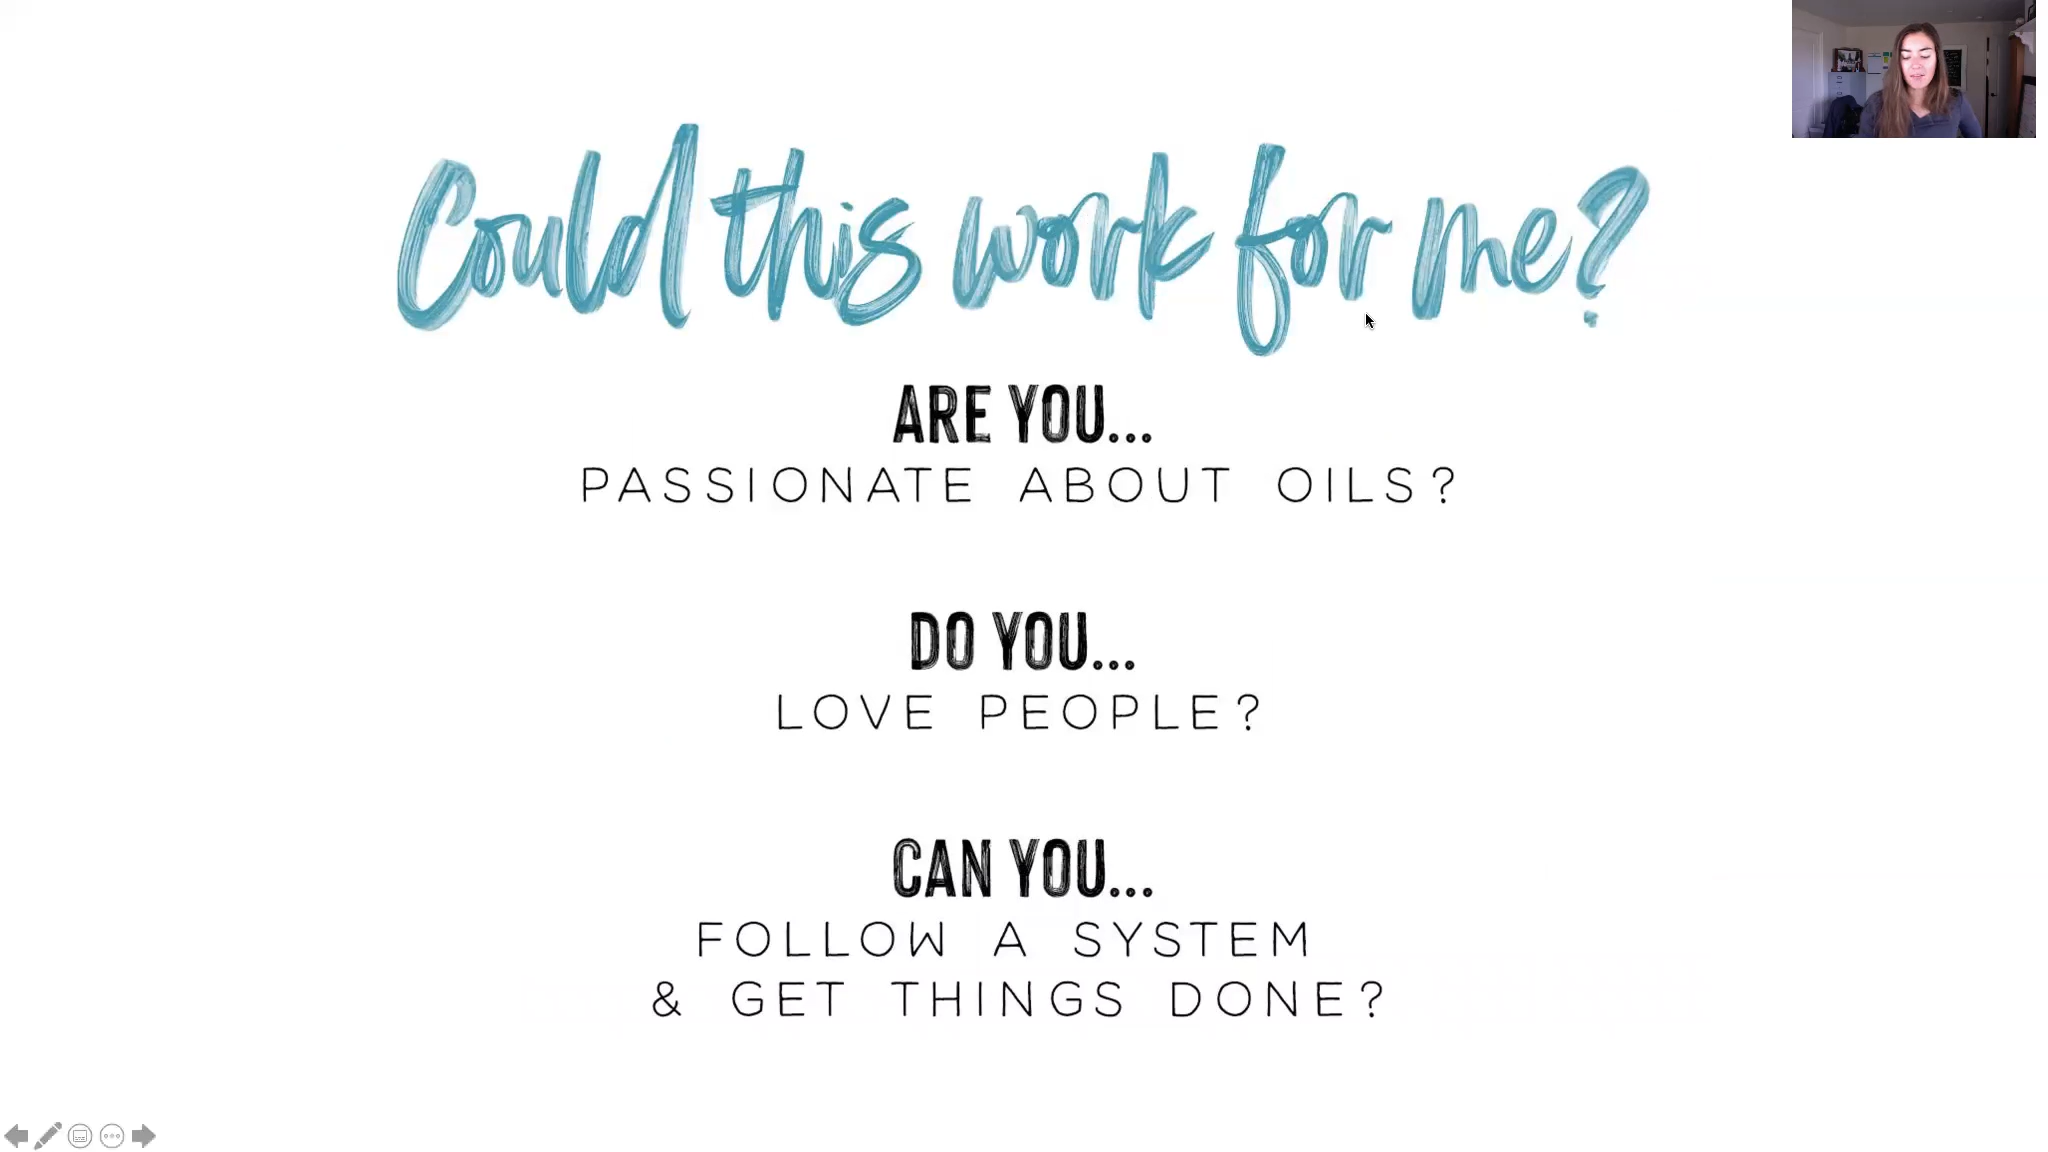 Could this work for me?
ARE YOU...
PASSIONATE ABOUT OILS?
DO YOU...
LOVE PEOPLE?
CAN YOU...
FOLLOW A SYSTEM
& GET THINGS DONE?